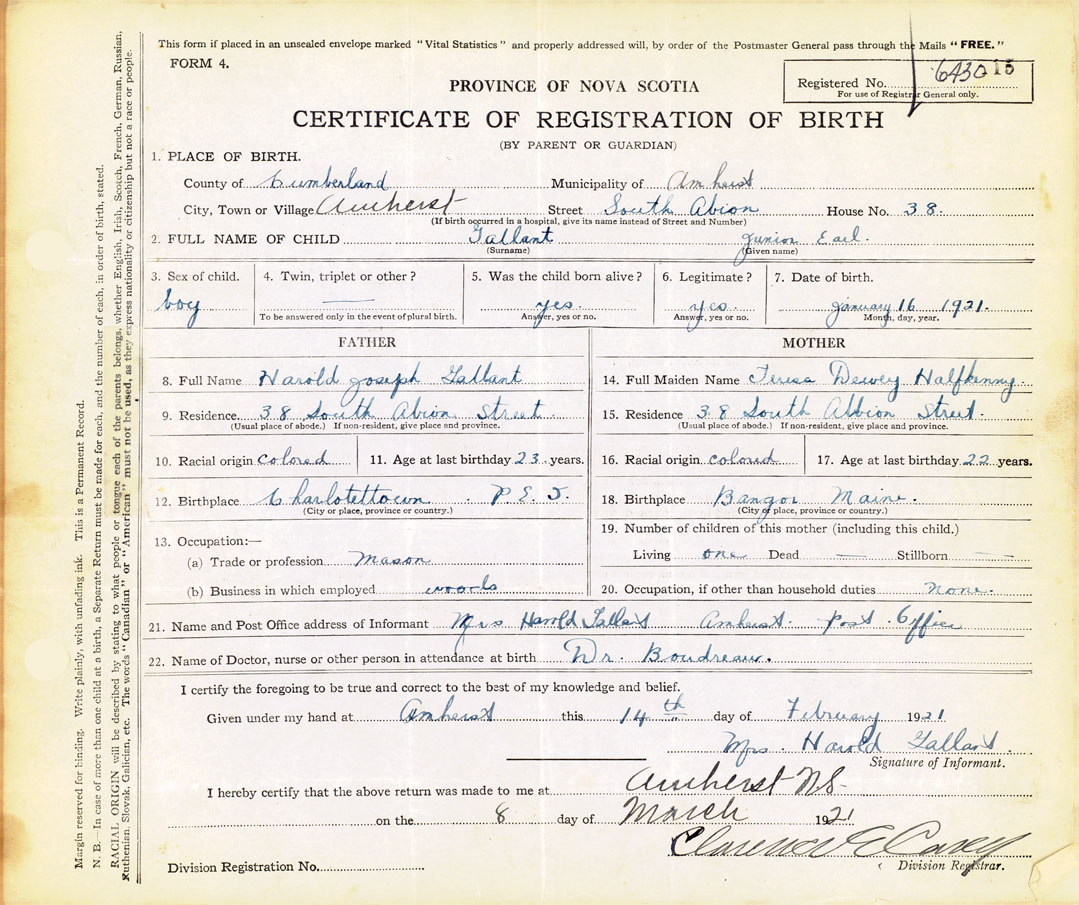 This form if placed in an unsealed envelope marked "Vital Statistics" and properly addressed will, by order of the Postmaster General pass through the Mails "FREE."
FORM 4.
Registered No. 6430 15
For use of Registrar General only.
PROVINCE OF NOVA SCOTIA
CERTIFICATE OF REGISTRATION OF BIRTH
(BY PARENT OR GUARDIAN)
1. PLACE OF BIRTH.
County of Cumberland Municipality of Amherst
City, Town or Village Amherst Street South Abion House No. 38.
(If birth occurred in a hospital, give its name instead of Street and Number)
2. FULL NAME OF CHILD Gallant Junior Earl.
(Surname) (Given name)
3. Sex of child. 4. Twin, triplet or other? 5. Was the child born alive? 6. Legitimate? 7. Date of birth.
boy — yes. yes. January 16 1921.
To be answered only in the event of plural birth. Answer, yes or no. Answer, yes or no. Month, day, year.
FATHER MOTHER
8. Full Name Harold Joseph Gallant 14. Full Maiden Name Teresa Dewey Halfkenny.
9. Residence. 38 South Abion Street 15. Residence 38 South Albion Street.
(Usual place of abode.) If non-resident, give place and province. (Usual place of abode.) If non-resident, give place and province.
10. Racial origin colored 11. Age at last birthday 23 years. 16. Racial origin colored 17. Age at last birthday 22 years.
12. Birthplace Charlotettown P. E. I. 18. Birthplace Bangor Maine.
(City or place, province or country.) (City or place, province or country.)
19. Number of children of this mother (including this child.)
13. Occupation:—
Living one Dead — Stillborn —
(a) Trade or profession Mason
(b) Business in which employed woods 20. Occupation, if other than household duties None.
21. Name and Post Office address of Informant Mrs Harold Gallant Amherst. Post Office
22. Name of Doctor, nurse or other person in attendance at birth Dr. Boudreau.
I certify the foregoing to be true and correct to the best of my knowledge and belief.
Given under my hand at Amherst this 14th day of February 1921
Mrs. Harold Gallant.
Signature of Informant.
I hereby certify that the above return was made to me at Amherst N.S.
on the 8 day of March 1921
Clarence E Casey
Division Registration No. Division Registrar.
Margin reserved for binding. Write plainly, with unfading ink. This is a Permanent Record.
N. B.—In case of more than one child at a birth, a Separate Return must be made for each, and the number of each, in order of birth, stated.
RACIAL ORIGIN will be described by stating to what people or tongue each of the parents belongs, whether English, Irish, Scotch, French, German, Russian,
Ruthenian, Slovak, Galician, etc. The words "Canadian" or "American" must not be used, as they express nationality or citizenship but not a race or people.